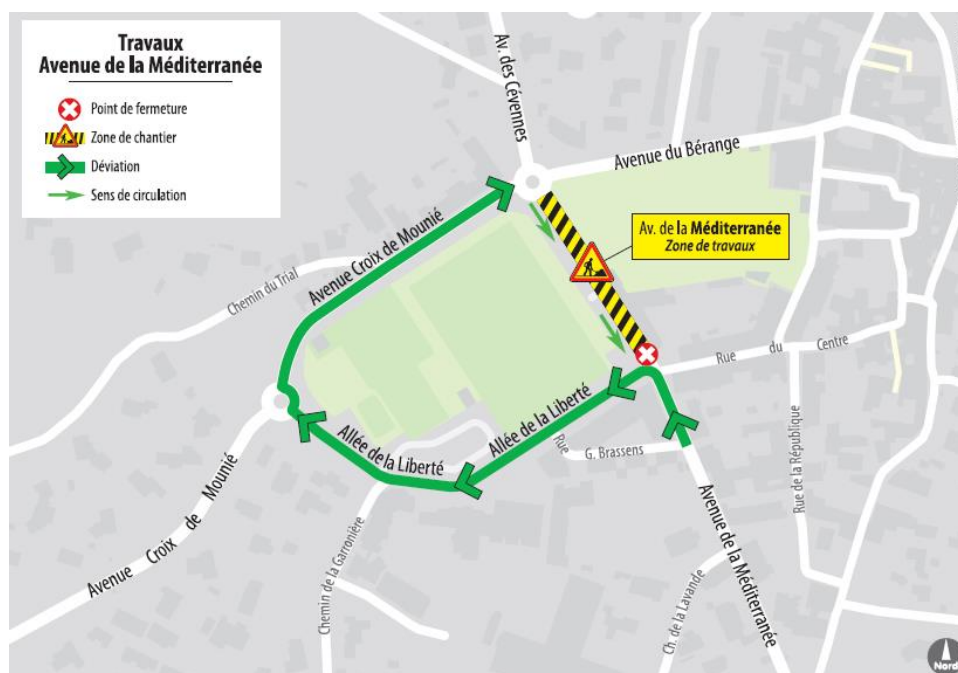 Travaux
Avenue de la Méditerranée
Point de fermeture
Zone de chantier
Déviation
Sens de circulation
Av. des Cévennes
Avenue du Bérange
Avenue Croix de Mounié
Av. de la Méditerranée
Zone de travaux
Chemin du Trial
Rue du Centre
Allée de la Liberté
Allée de la Liberté
Rue G. Brassens
Rue de la République
Avenue Croix de Mounié
Chemin de la Garronière
Ch. de la Lavande
Avenue de la Méditerranée
Nord